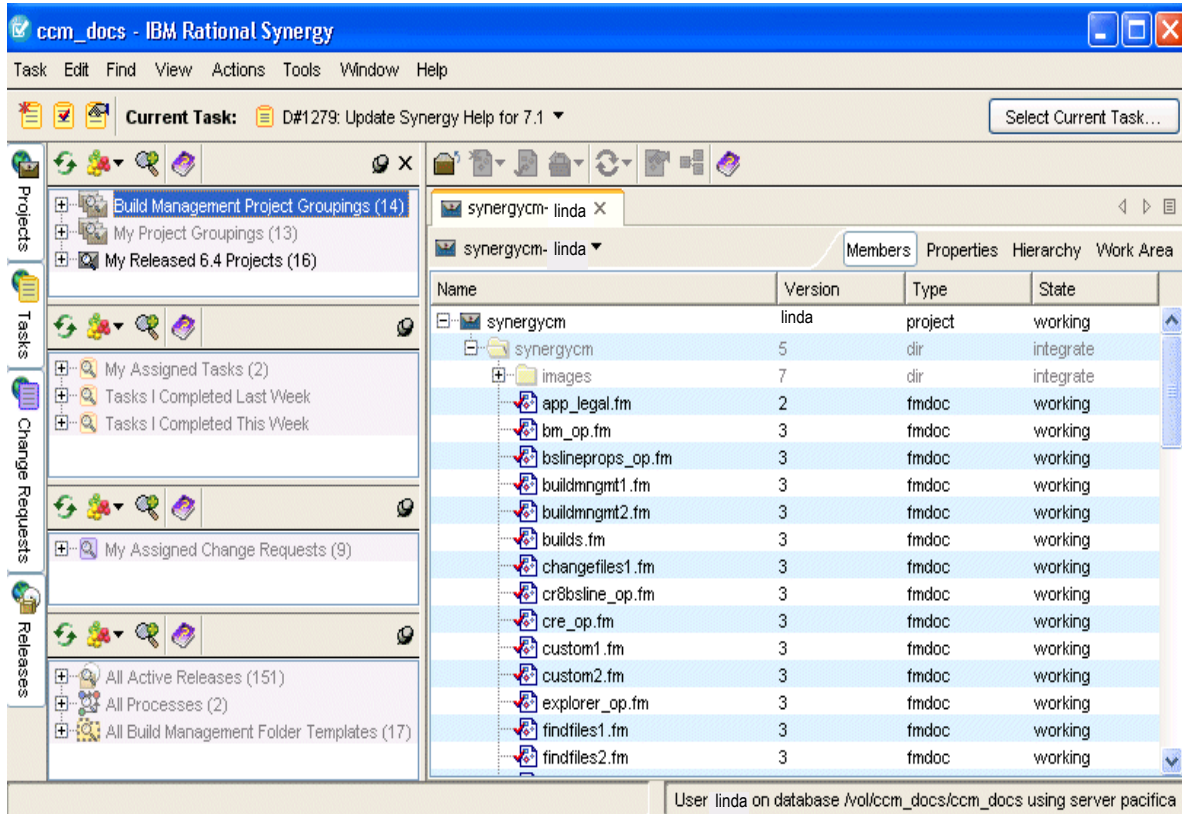 ccm_docs - IBM Rational Synergy
Task Edit Find View Actions Tools Window Help
Current Task: D#1279: Update Synergy Help for 7.1
Select Current Task...
Projects
Build Management Project Groupings (14)
My Project Groupings (13)
My Released 6.4 Projects (16)
Tasks
My Assigned Tasks (2)
Tasks I Completed Last Week
Tasks I Completed This Week
Change Requests
My Assigned Change Requests (9)
Releases
All Active Releases (151)
All Processes (2)
All Build Management Folder Templates (17)
synergycm- linda
synergycm- linda
Members Properties Hierarchy Work Area
Name Version Type State
synergycm linda project working
synergycm 5 dir integrate
images 7 dir integrate
app_legal.fm 2 fmdoc working
bm_op.fm 3 fmdoc working
bslineprops_op.fm 3 fmdoc working
buildmngmt1.fm 3 fmdoc working
buildmngmt2.fm 3 fmdoc working
builds.fm 3 fmdoc working
changefiles1.fm 3 fmdoc working
cr8bsline_op.fm 3 fmdoc working
cre_op.fm 3 fmdoc working
custom1.fm 3 fmdoc working
custom2.fm 3 fmdoc working
explorer_op.fm 3 fmdoc working
findfiles1.fm 3 fmdoc working
findfiles2.fm 3 fmdoc working
User linda on database /vol/ccm_docs/ccm_docs using server pacifica